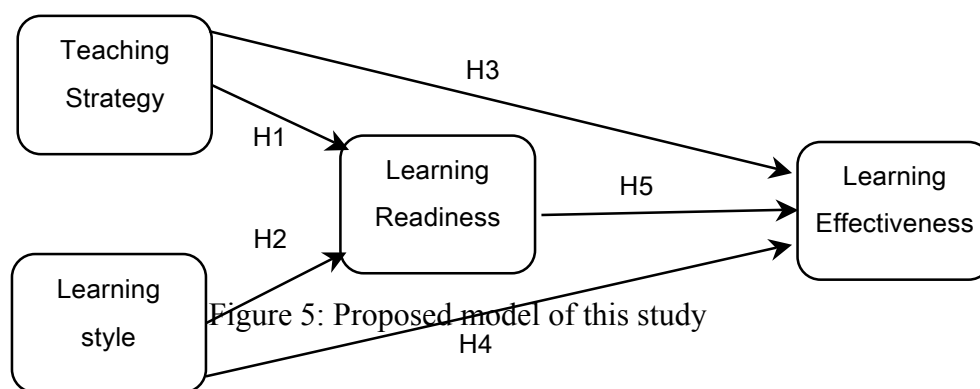 Teaching
Strategy
H3
H1
Learning
Readiness
H5
Learning
Effectiveness
H2
Learning
style
Figure 5: Proposed model of this study
H4